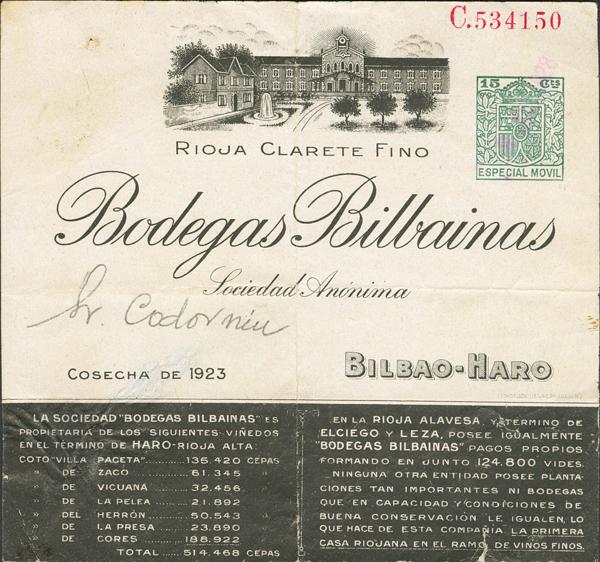 C.534150
15 Cts
ESPECIAL MOVIL
RIOJA CLARETE FINO
Bodegas Bilbainas
Sociedad Anónima
Sr. Codorníu
BILBAO-HARO
COSECHA DE 1923
LA SOCIEDAD "BODEGAS BILBAINAS" ES
PROPIETARIA DE LOS SIGUIENTES VIÑEDOS
EN EL TÉRMINO DE HARO-RIOJA ALTA
COTO "VILLA PACETA" 135.420 CEPAS
" DE ZACO 61.345 "
" DE VICUANA 32.456 "
" DE LA PELEA 21.892 "
" DEL HERRÓN 50.543 "
" DE LA PRESA 23.890 "
" DE CORES 188.922 "
TOTAL 514.468 CEPAS
EN LA RIOJA ALAVESA, Y TÉRMINO DE
ELCIEGO Y LEZA, POSEE IGUALMENTE
"BODEGAS BILBAINAS" PAGOS PROPIOS
FORMANDO EN JUNTO 124.800 VIDES.
NINGUNA OTRA ENTIDAD POSEE PLANTA-
CIONES TAN IMPORTANTES NI BODEGAS
QUE EN CAPACIDAD Y CONDICIONES DE
BUENA CONSERVACIÓN LE IGUALEN, LO
QUE HACE DE ESTA COMPAÑÍA LA PRIMERA
CASA RIOJANA EN EL RAMO DE VINOS FINOS.